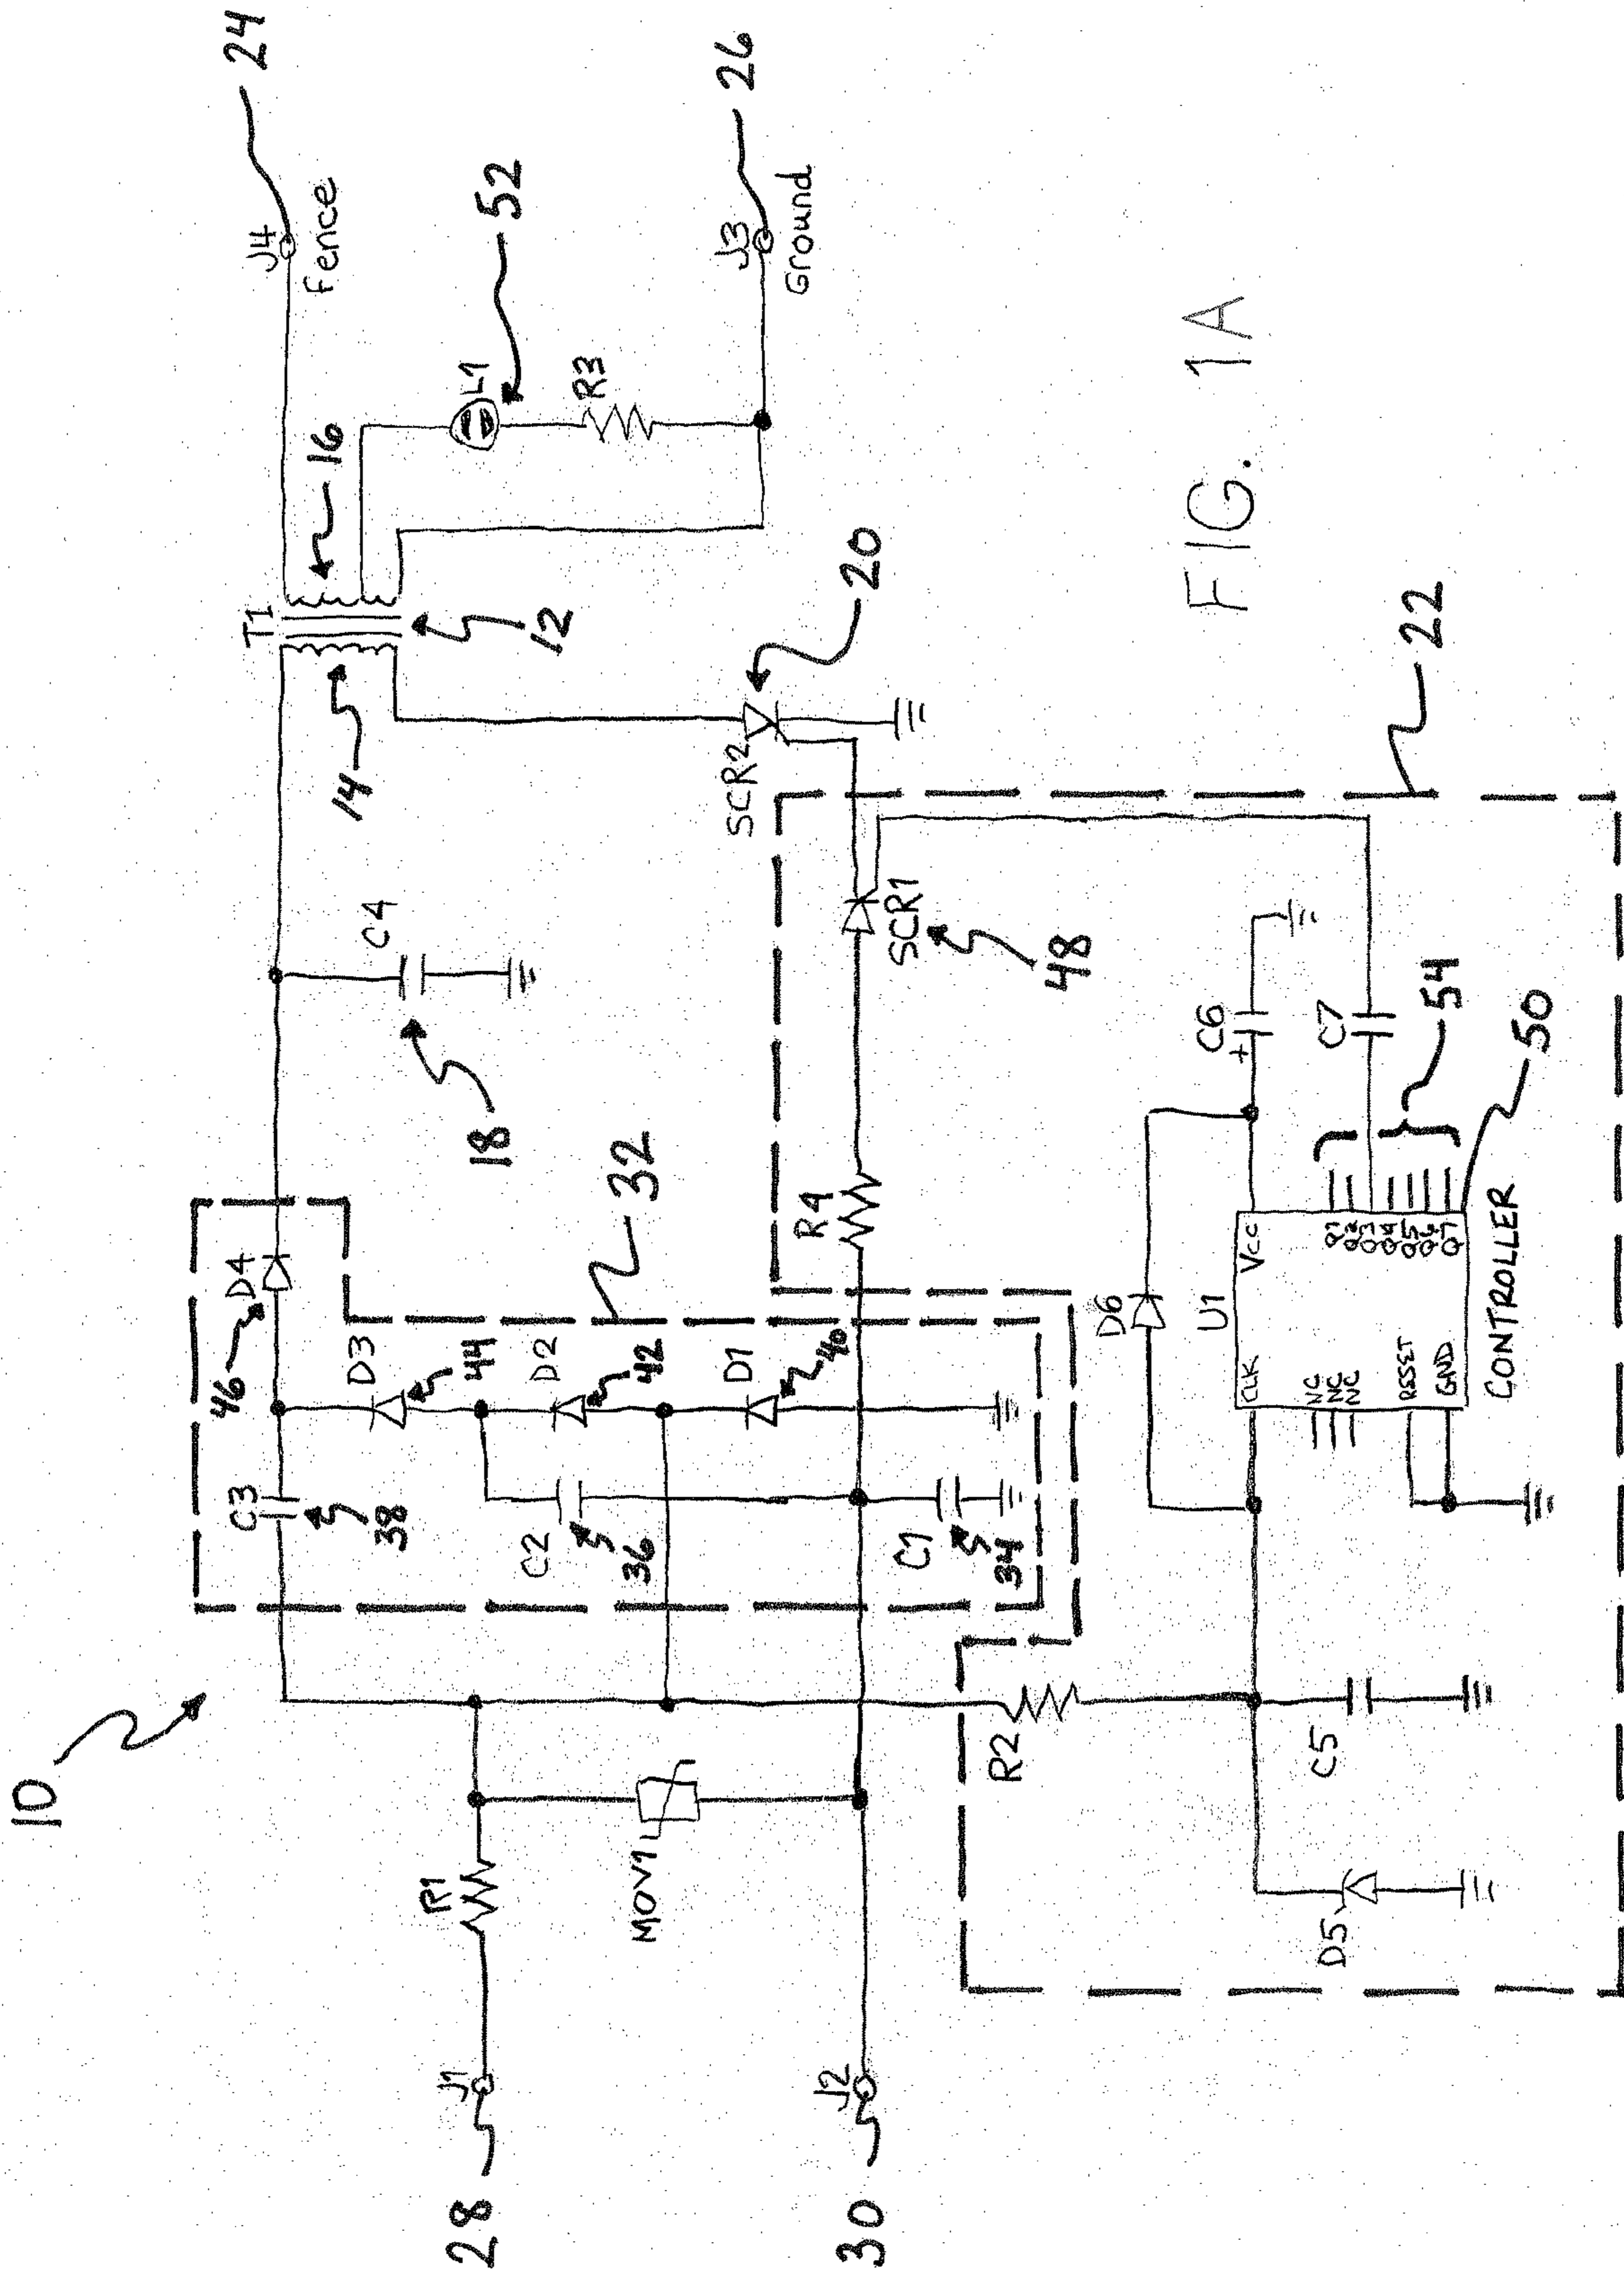 10
28
J1
R1
MOV1
30
J2
C3
38
46
D4
D3
44
C2
36
D2
42
D1
40
C1
34
32
18
C4
T1
14
16
12
J4
Fence
24
L1
52
R3
J3
Ground
26
SCR2
20
R4
SCR1
48
R2
D5
C5
D6
U1
CLK
VCC
NC
NC
NC
RESET
GND
Q1
Q2
Q3
Q4
Q5
Q6
Q7
CONTROLLER
C6
+
C7
54
50
22
FIG. 1A